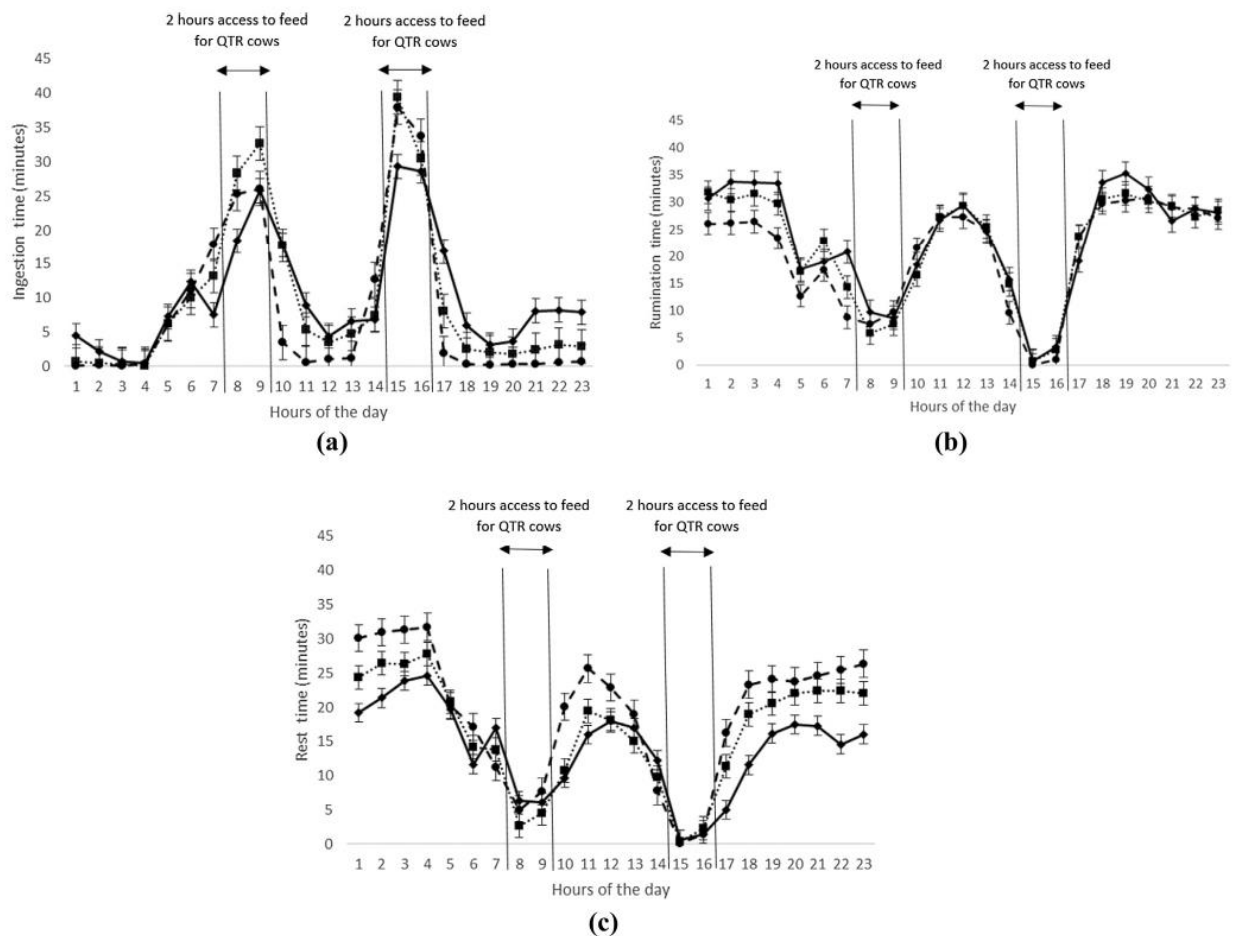 2 hours access to feed
for QTR cows
2 hours access to feed
for QTR cows
45
40
35
30
25
20
15
10
5
0
Ingestion time (minutes)
1 2 3 4 5 6 7 8 9 10 11 12 13 14 15 16 17 18 19 20 21 22 23
Hours of the day
(a)
2 hours access to feed
for QTR cows
2 hours access to feed
for QTR cows
45
40
35
30
25
20
15
10
5
0
Rumination time (minutes)
1 2 3 4 5 6 7 8 9 10 11 12 13 14 15 16 17 18 19 20 21 22 23
Hours of the day
(b)
2 hours access to feed
for QTR cows
2 hours access to feed
for QTR cows
45
40
35
30
25
20
15
10
5
0
Rest time (minutes)
1 2 3 4 5 6 7 8 9 10 11 12 13 14 15 16 17 18 19 20 21 22 23
Hours of the day
(c)